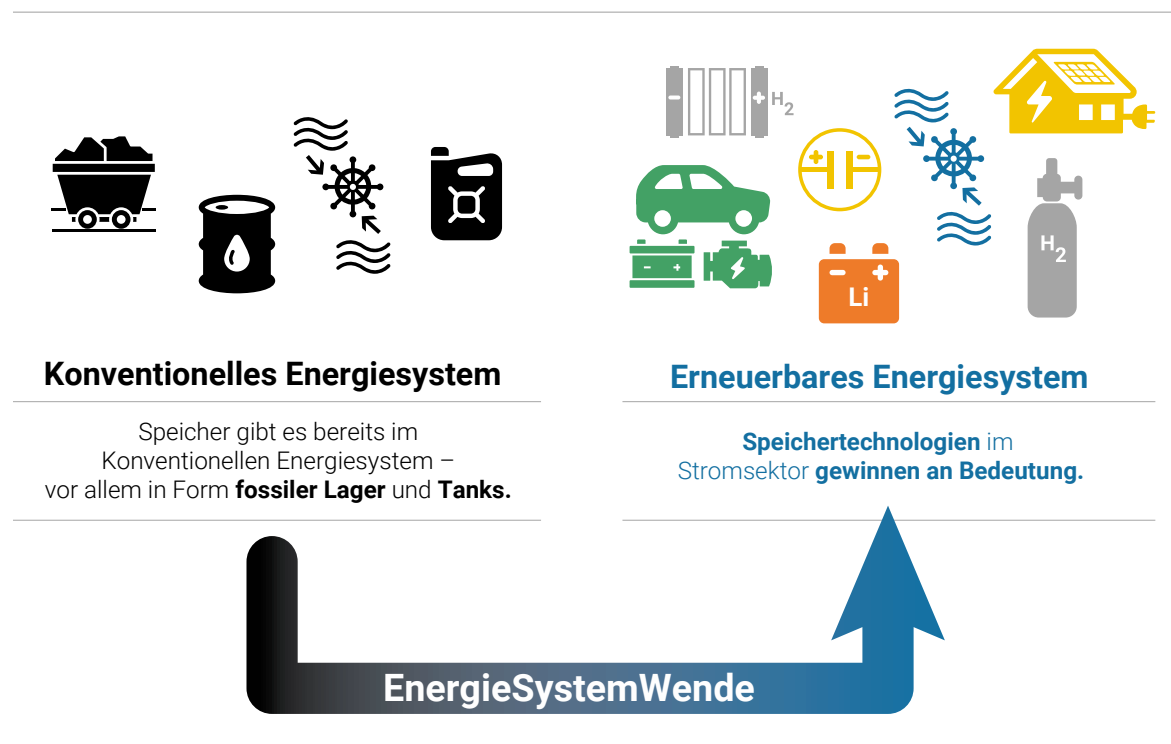 H2
H2
Li
Konventionelles Energiesystem
Speicher gibt es bereits im
Konventionellen Energiesystem –
vor allem in Form fossiler Lager und Tanks.
Erneuerbares Energiesystem
Speichertechnologien im
Stromsektor gewinnen an Bedeutung.
EnergieSystemWende